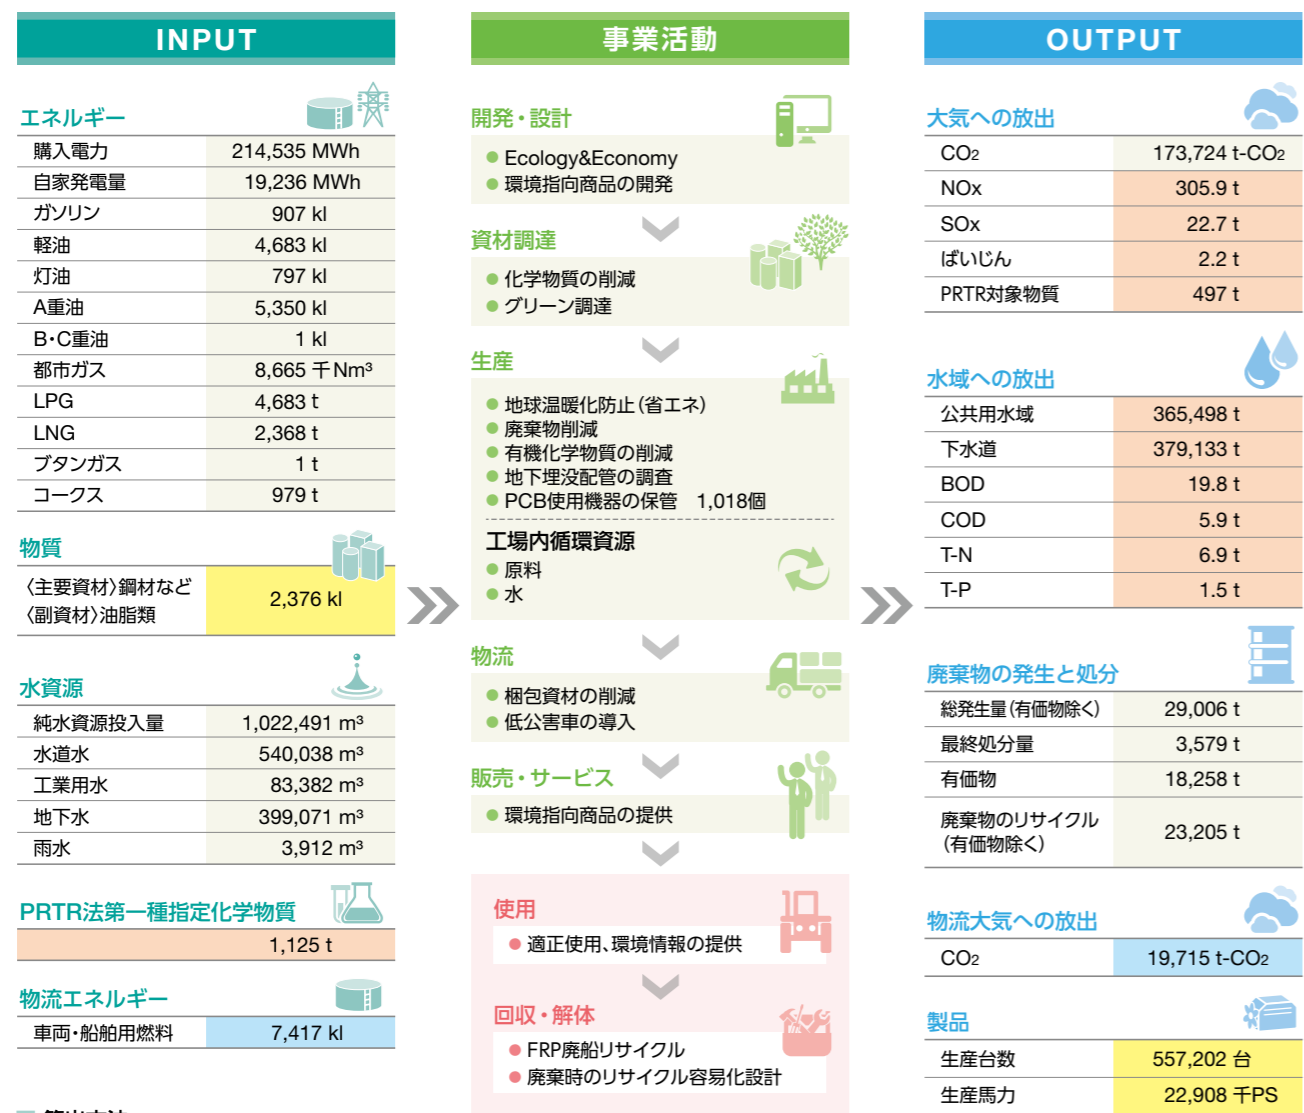 INPUT
エネルギー
購入電力 214,535 MWh
自家発電量 19,236 MWh
ガソリン 907 kl
軽油 4,683 kl
灯油 797 kl
A重油 5,350 kl
B・C重油 1 kl
都市ガス 8,665 千Nm³
LPG 4,683 t
LNG 2,368 t
ブタンガス 1 t
コークス 979 t
物質
〈主要資材〉鋼材など
〈副資材〉油脂類
2,376 kl
水資源
純水資源投入量 1,022,491 m³
水道水 540,038 m³
工業用水 83,382 m³
地下水 399,071 m³
雨水 3,912 m³
PRTR法第一種指定化学物質
1,125 t
物流エネルギー
車両・船舶用燃料 7,417 kl
事業活動
開発・設計
● Ecology&Economy
● 環境指向商品の開発
資材調達
● 化学物質の削減
● グリーン調達
生産
● 地球温暖化防止（省エネ）
● 廃棄物削減
● 有機化学物質の削減
● 地下埋没配管の調査
● PCB使用機器の保管 1,018個
工場内循環資源
● 原料
● 水
物流
● 梱包資材の削減
● 低公害車の導入
販売・サービス
● 環境指向商品の提供
使用
● 適正使用、環境情報の提供
回収・解体
● FRP廃船リサイクル
● 廃棄時のリサイクル容易化設計
OUTPUT
大気への放出
CO₂ 173,724 t-CO₂
NOx 305.9 t
SOx 22.7 t
ばいじん 2.2 t
PRTR対象物質 497 t
水域への放出
公共用水域 365,498 t
下水道 379,133 t
BOD 19.8 t
COD 5.9 t
T-N 6.9 t
T-P 1.5 t
廃棄物の発生と処分
総発生量（有価物除く） 29,006 t
最終処分量 3,579 t
有価物 18,258 t
廃棄物のリサイクル
（有価物除く）
23,205 t
物流大気への放出
CO₂ 19,715 t-CO₂
製品
生産台数 557,202 台
生産馬力 22,908 千PS